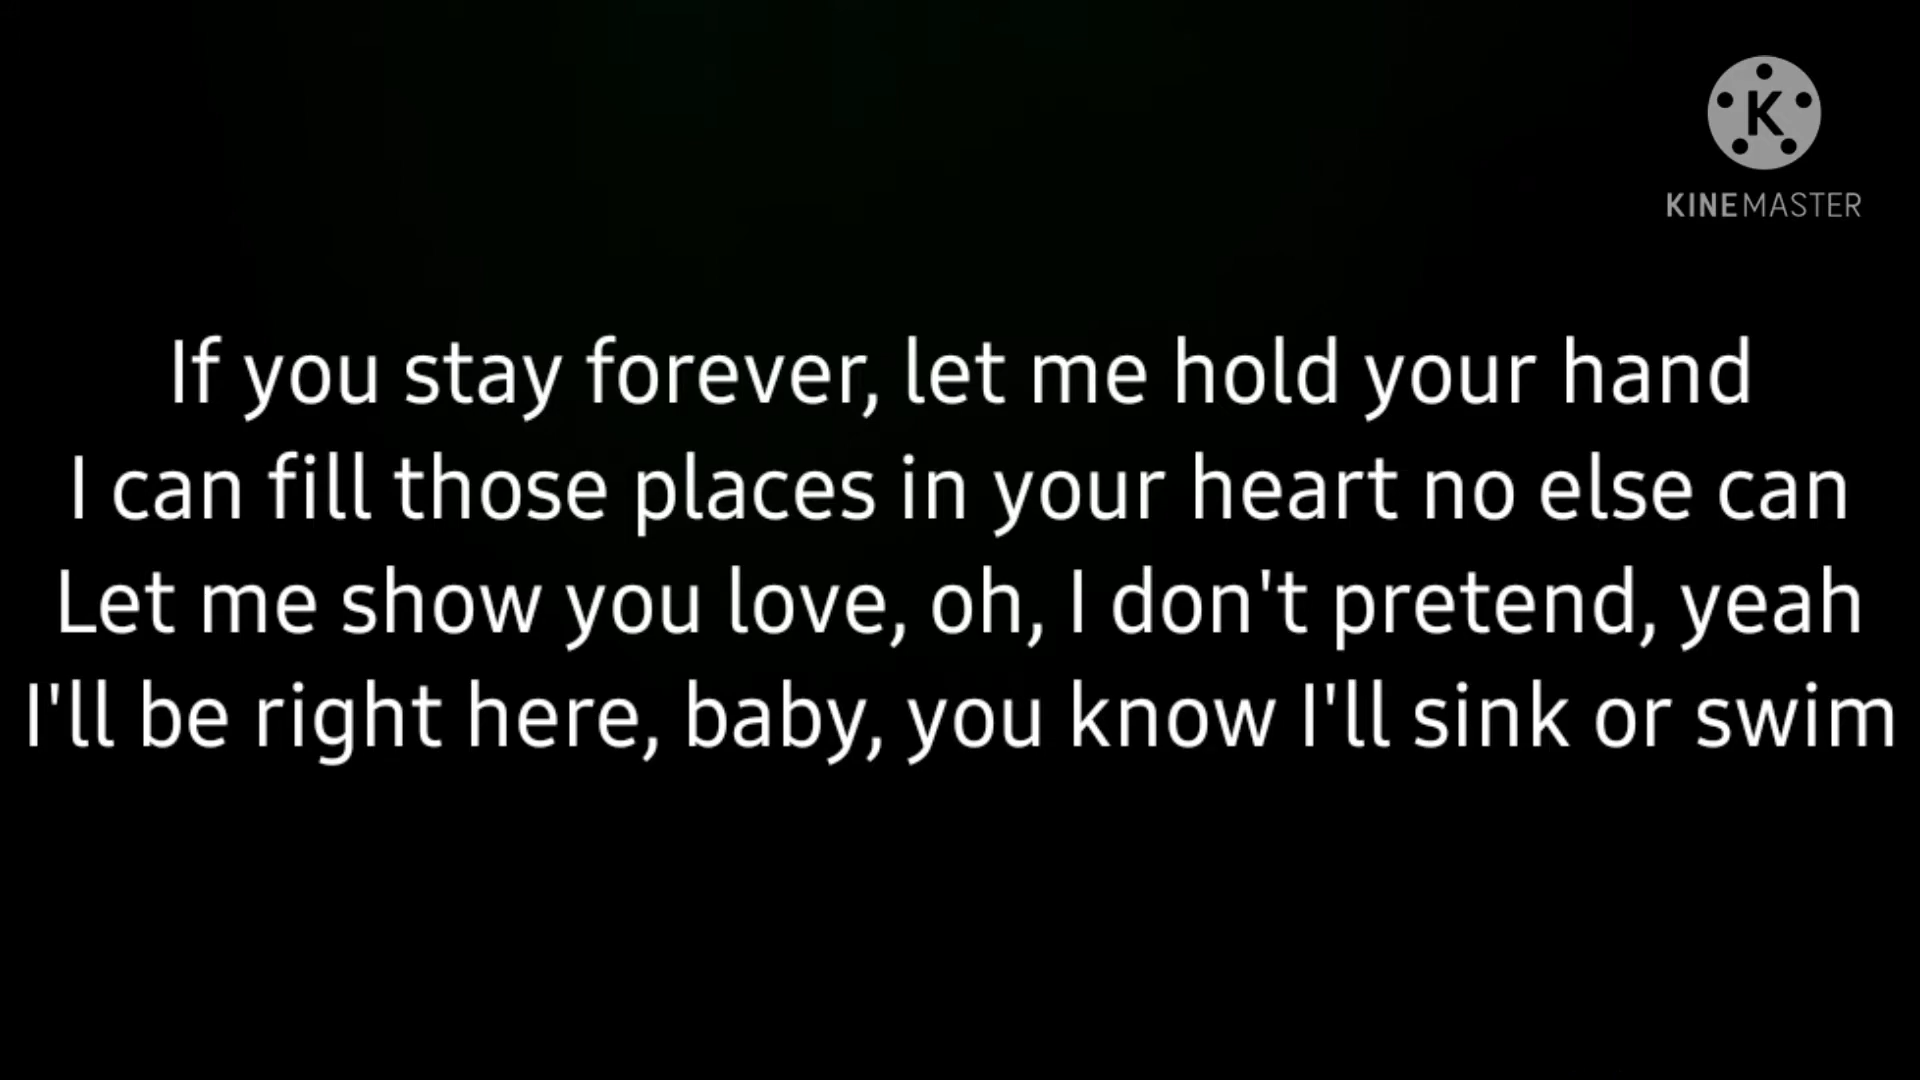 K
KINEMASTER
If you stay forever, let me hold your hand
I can fill those places in your heart no else can
Let me show you love, oh, I don't pretend, yeah
I'll be right here, baby, you know I'll sink or swim